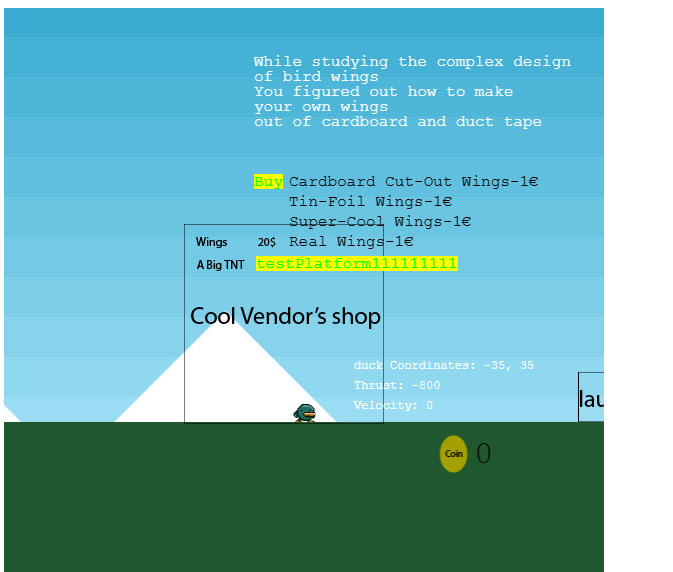 While studying the complex design
of bird wings
You figured out how to make
your own wings
out of cardboard and duct tape
Buy Cardboard Cut-Out Wings-1€
Tin-Foil Wings-1€
Super-Cool Wings-1€
Wings 20$ Real Wings-1€
A Big TNT testPlatform111111111
Cool Vendor's shop
duck Coordinates: -35, 35
Thrust: -800
Velocity: 0
lau
Coin 0